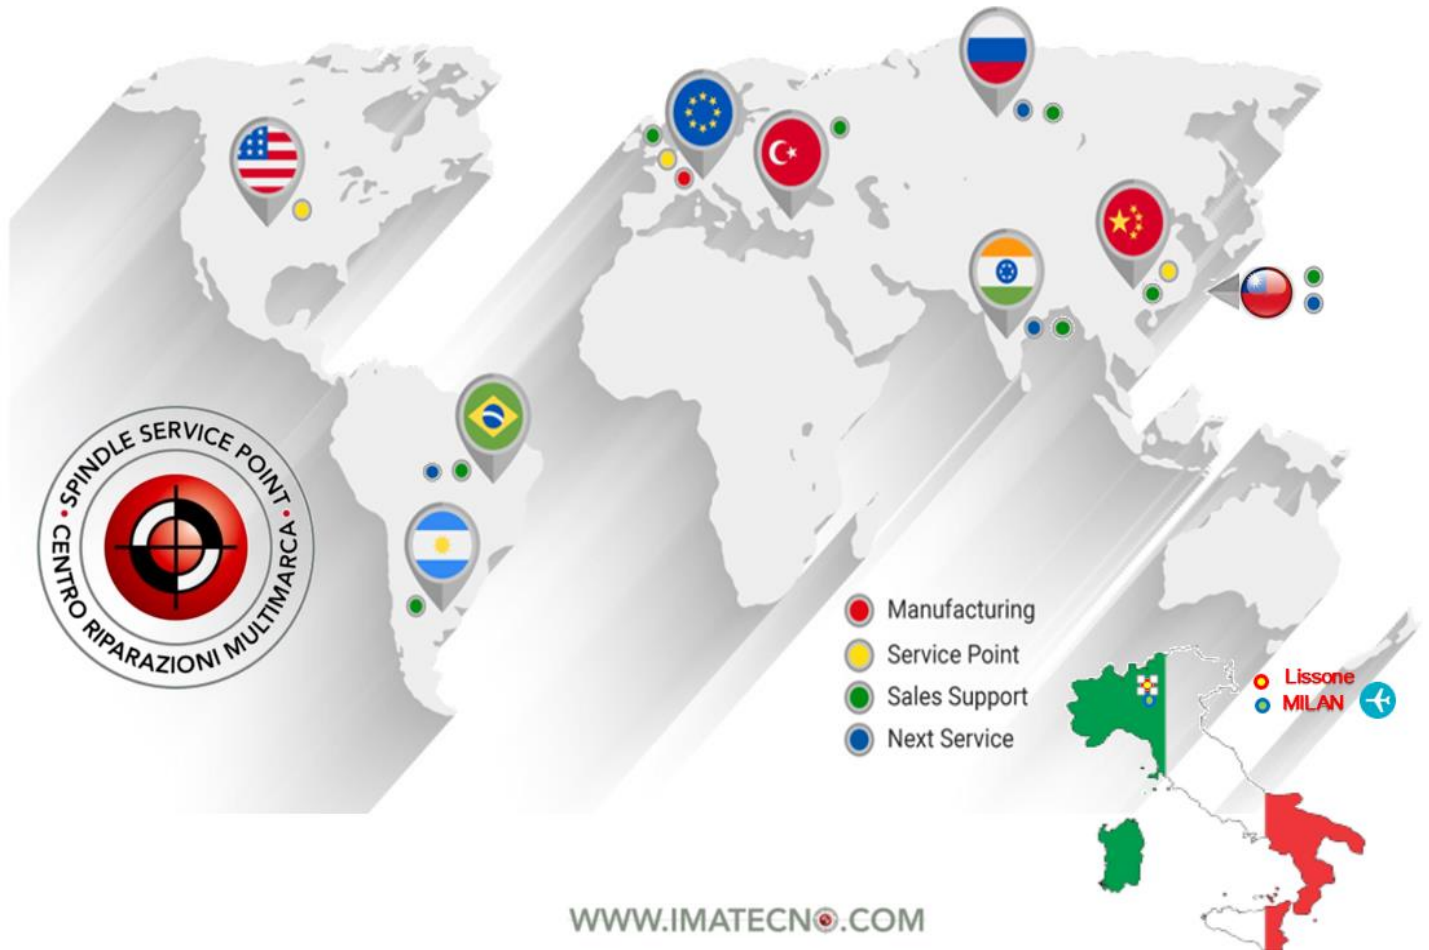 SPINDLE SERVICE POINT
CENTRO RIPARAZIONI MULTIMARCA
Manufacturing
Service Point
Sales Support
Next Service
Lissone
MILAN
WWW.IMATECNO.COM